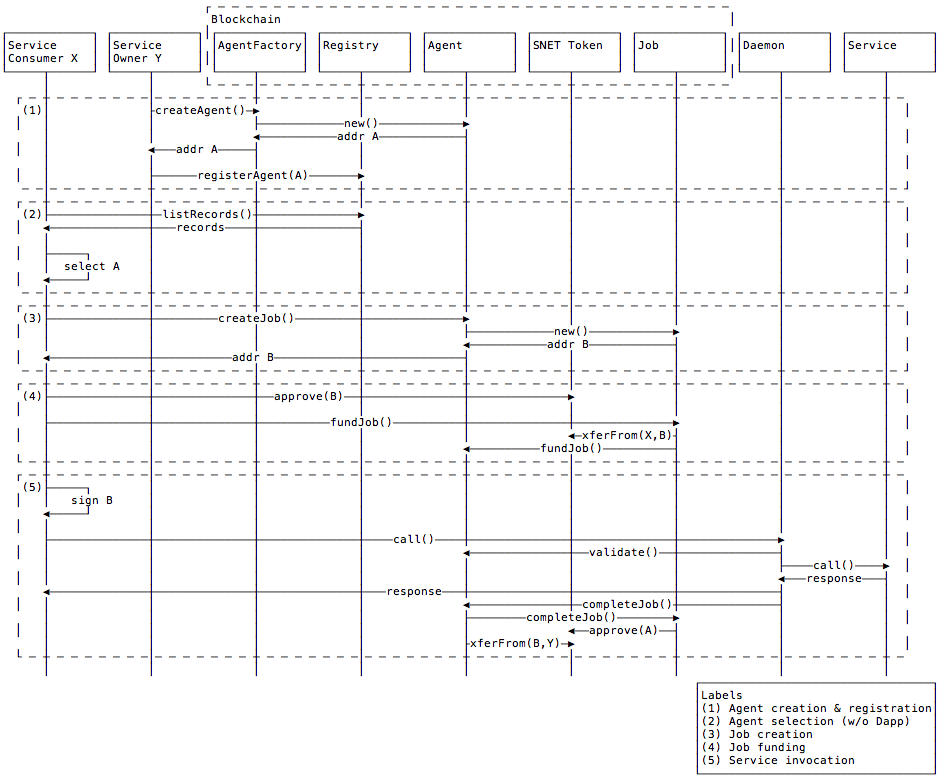 Blockchain
Service
Consumer X
Service
Owner Y
AgentFactory
Registry
Agent
SNET Token
Job
Daemon
Service
(1)
createAgent()
new()
addr A
addr A
registerAgent(A)
(2)
listRecords()
records
select A
(3)
createJob()
new()
addr B
addr B
(4)
approve(B)
fundJob()
xferFrom(X,B)
fundJob()
(5)
sign B
call()
validate()
call()
response
response
completeJob()
completeJob()
approve(A)
xferFrom(B,Y)
Labels
(1) Agent creation & registration
(2) Agent selection (w/o Dapp)
(3) Job creation
(4) Job funding
(5) Service invocation